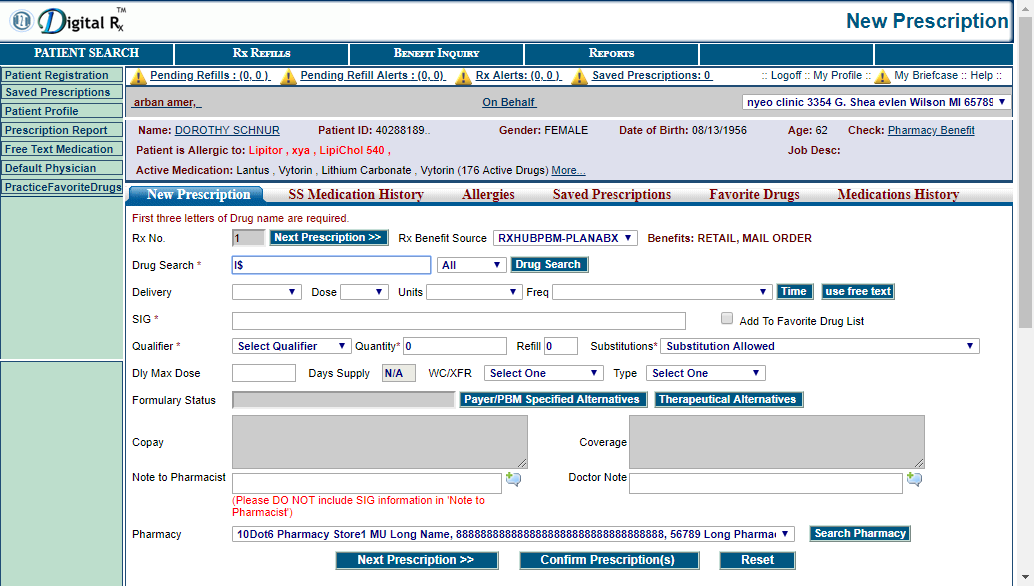 Digital Rx TM
New Prescription
PATIENT SEARCH Rx REFILLS BENEFIT INQUIRY REPORTS
Patient Registration
Saved Prescriptions
Patient Profile
Prescription Report
Free Text Medication
Default Physician
PracticeFavoriteDrugs
Pending Refills : (0, 0 ) Pending Refill Alerts : (0, 0) Rx Alerts: (0, 0 ) Saved Prescriptions: 0 :: Logoff :: My Profile :: My Briefcase :: Help ::
arban amer, On Behalf nyeo clinic 3354 G. Shea evlen Wilson MI 65789
Name: DOROTHY SCHNUR Patient ID: 40288189.. Gender: FEMALE Date of Birth: 08/13/1956 Age: 62 Check: Pharmacy Benefit
Patient is Allergic to: Lipitor , xya , LipiChol 540 , Job Desc:
Active Medication: Lantus , Vytorin , Lithium Carbonate , Vytorin (176 Active Drugs) More...
New Prescription SS Medication History Allergies Saved Prescriptions Favorite Drugs Medications History
First three letters of Drug name are required.
Rx No. 1 Next Prescription >> Rx Benefit Source RXHUBPBM-PLANABX Benefits: RETAIL, MAIL ORDER
Drug Search * l$ All Drug Search
Delivery Dose Units Freq Time use free text
SIG * Add To Favorite Drug List
Qualifier * Select Qualifier Quantity* 0 Refill 0 Substitutions* Substitution Allowed
Dly Max Dose Days Supply N/A WC/XFR Select One Type Select One
Formulary Status Payer/PBM Specified Alternatives Therapeutical Alternatives
Copay Coverage
Note to Pharmacist Doctor Note
(Please DO NOT include SIG information in 'Note to
Pharmacist')
Pharmacy 10Dot6 Pharmacy Store1 MU Long Name, Search Pharmacy
Next Prescription >> Confirm Prescription(s) Reset